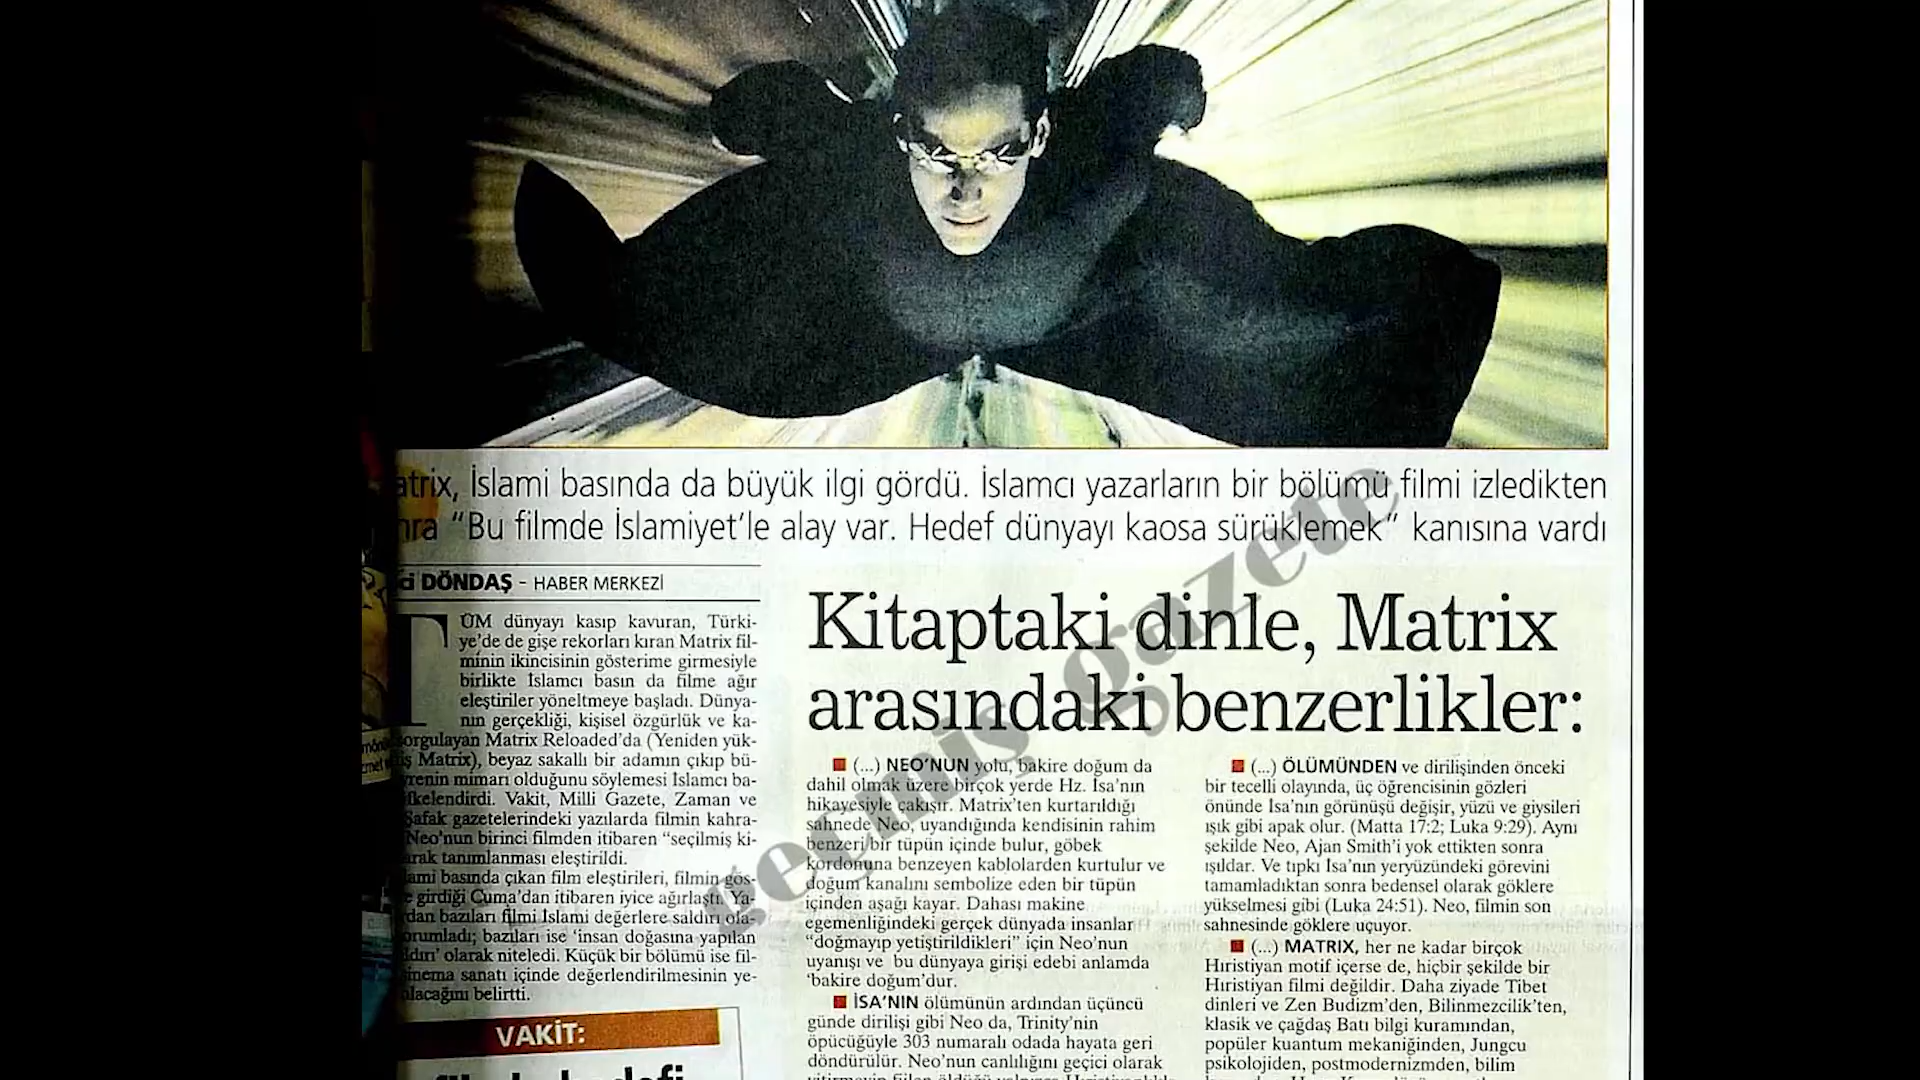 atrix, İslami basında da büyük ilgi gördü. İslamcı yazarların bir bölümü filmi izledikten
nra “Bu filmde İslamiyet’le alay var. Hedef dünyayı kaosa sürüklemek” kanısına vardı
ci DÖNDAŞ - HABER MERKEZİ
TÜM dünyayı kasıp kavuran, Türki-
ye’de de gişe rekorları kıran Matrix fil-
minin ikincisinin gösterime girmesiyle
birlikte İslamcı basın da filme ağır
eleştiriler yöneltmeye başladı. Dünya-
nın gerçekliği, kişisel özgürlük ve ka-
sorgulayan Matrix Reloaded’da (Yeniden yük-
iş Matrix), beyaz sakallı bir adamın çıkıp bü-
vrenin mimarı olduğunu söylemesi İslamcı ba-
fkelendirdi. Vakit, Milli Gazete, Zaman ve
Şafak gazetelerindeki yazılarda filmin kahra-
Neo’nun birinci filmden itibaren “seçilmiş ki-
arak tanımlanması eleştirildi.
ami basında çıkan film eleştirileri, filmin gös-
e girdiği Cuma’dan itibaren iyice ağırlaştı. Ya-
dan bazıları filmi İslami değerlere saldırı ola-
orumladı; bazıları ise ‘insan doğasına yapılan
ldırı’ olarak niteledi. Küçük bir bölümü ise fil-
sinema sanatı içinde değerlendirilmesinin ye-
olacağını belirtti.
VAKİT:
Kitaptaki dinle, Matrix
arasındaki benzerlikler:
(...) NEO’NUN yolu, bakire doğum da
dahil olmak üzere birçok yerde Hz. İsa’nın
hikayesiyle çakışır. Matrix’ten kurtarıldığı
sahnede Neo, uyandığında kendisinin rahim
benzeri bir tüpün içinde bulur, göbek
kordonuna benzeyen kablolardan kurtulur ve
doğum kanalını sembolize eden bir tüpün
içinden aşağı kayar. Dahası makine
egemenliğindeki gerçek dünyada insanlar
“doğmayıp yetiştirildikleri” için Neo’nun
uyanışı ve bu dünyaya girişi edebi anlamda
‘bakire doğum’dur.
İSA’NIN ölümünün ardından üçüncü
günde dirilişi gibi Neo da, Trinity’nin
öpücüğüyle 303 numaralı odada hayata geri
döndürülür. Neo’nun canlılığını geçici olarak
(...) ÖLÜMÜNDEN ve dirilişinden önceki
bir tecelli olayında, üç öğrencisinin gözleri
önünde İsa’nın görünüşü değişir, yüzü ve giysileri
ışık gibi apak olur. (Matta 17:2; Luka 9:29). Aynı
şekilde Neo, Ajan Smith’i yok ettikten sonra
ışıldar. Ve tıpkı İsa’nın yeryüzündeki görevini
tamamladıktan sonra bedensel olarak göklere
yükselmesi gibi (Luka 24:51). Neo, filmin son
sahnesinde göklere uçuyor.
(...) MATRIX, her ne kadar birçok
Hıristiyan motif içerse de, hiçbir şekilde bir
Hıristiyan filmi değildir. Daha ziyade Tibet
dinleri ve Zen Budizm’den, Bilinmezcilik’ten,
klasik ve çağdaş Batı bilgi kuramından,
popüler kuantum mekaniğinden, Jungcu
psikolojiden, postmodernizmden, bilim
geçmiş gazete